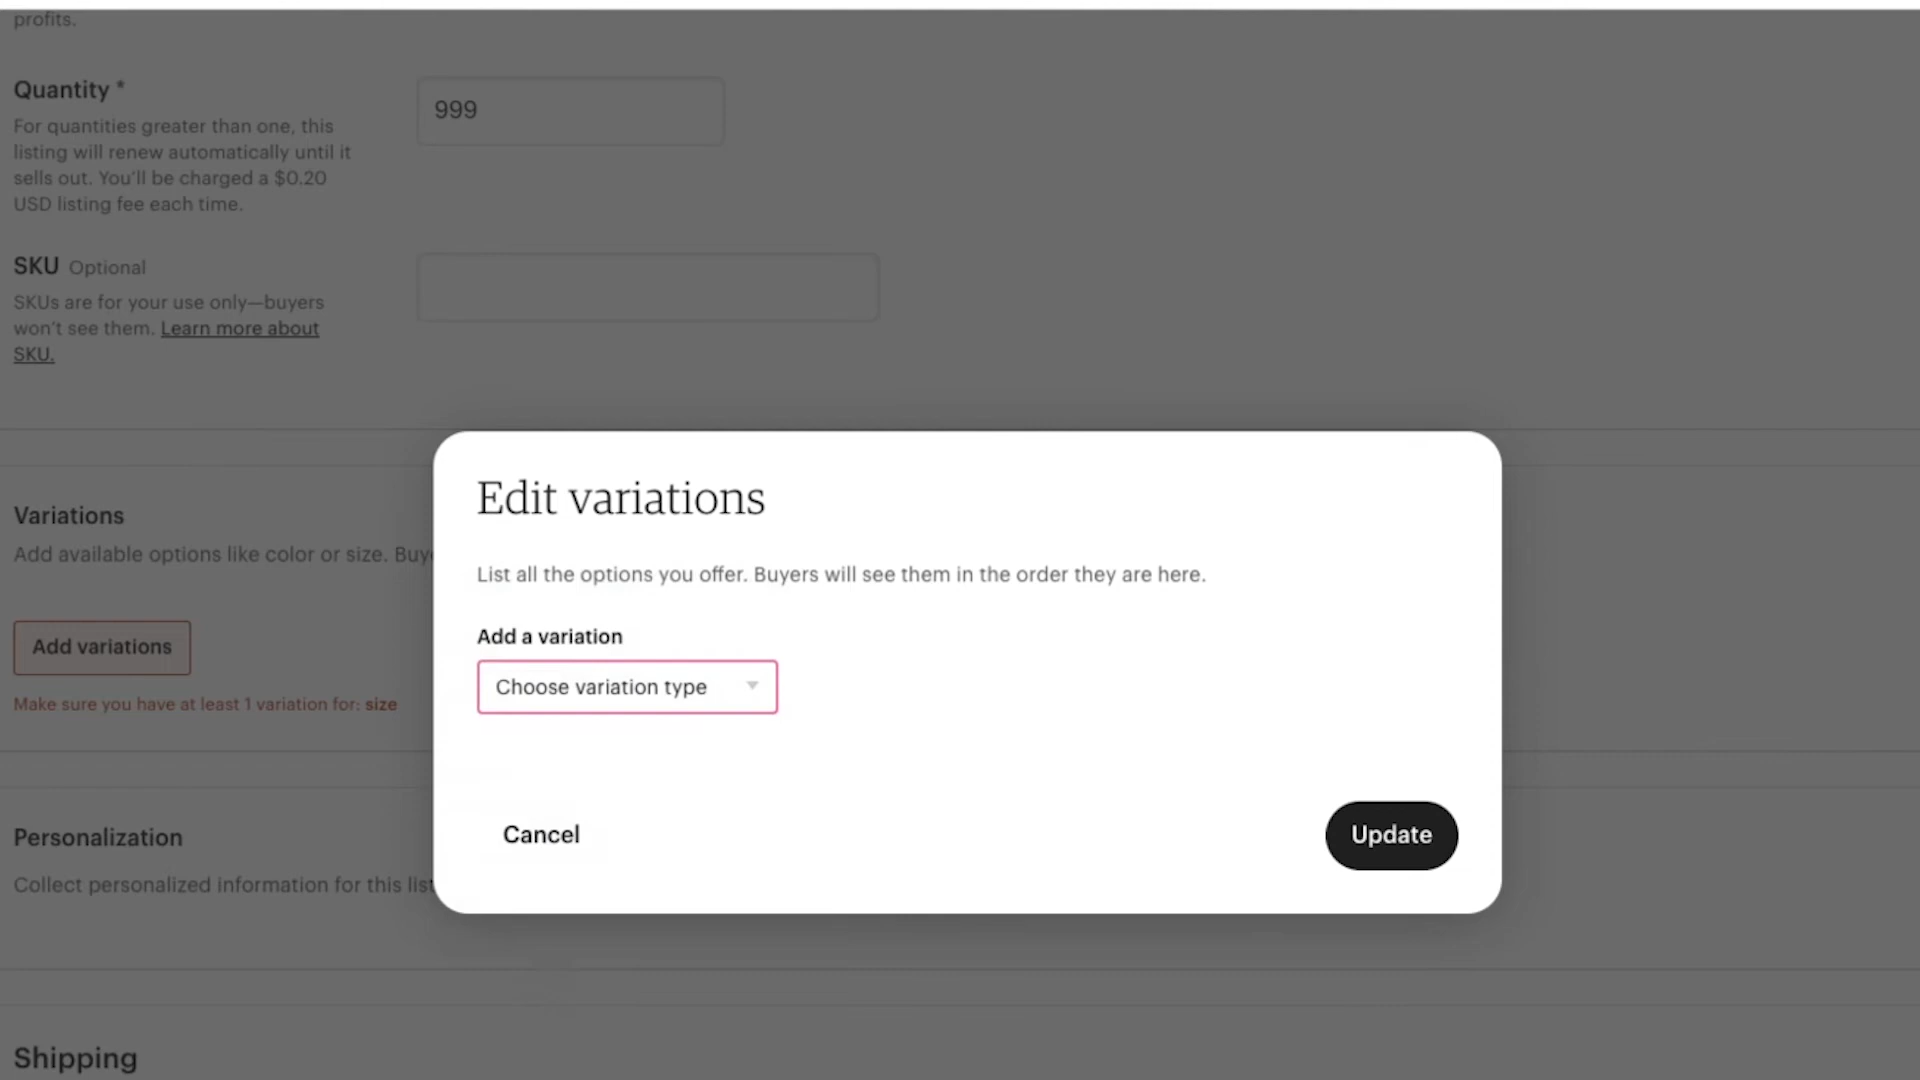 profits.
Quantity *
999
For quantities greater than one, this
listing will renew automatically until it
sells out. You'll be charged a $0.20
USD listing fee each time.
SKU Optional
SKUs are for your use only—buyers
won't see them. Learn more about
SKU.
Variations
Add available options like color or size.
Add variations
Make sure you have at least 1 variation for: size
Personalization
Collect personalized information for this
Shipping
Edit variations
List all the options you offer. Buyers will see them in the order they are here.
Add a variation
Choose variation type
Cancel
Update